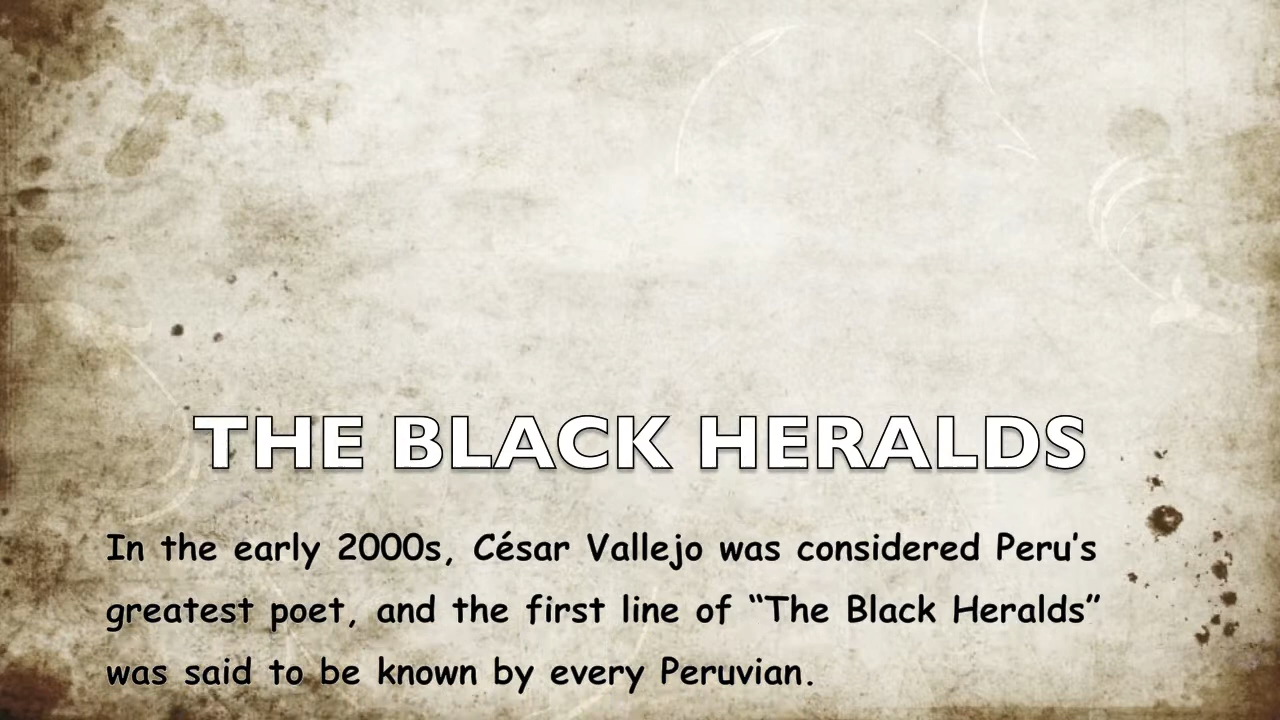 THE BLACK HERALDS
In the early 2000s, César Vallejo was considered Peru’s
greatest poet, and the first line of “The Black Heralds”
was said to be known by every Peruvian.